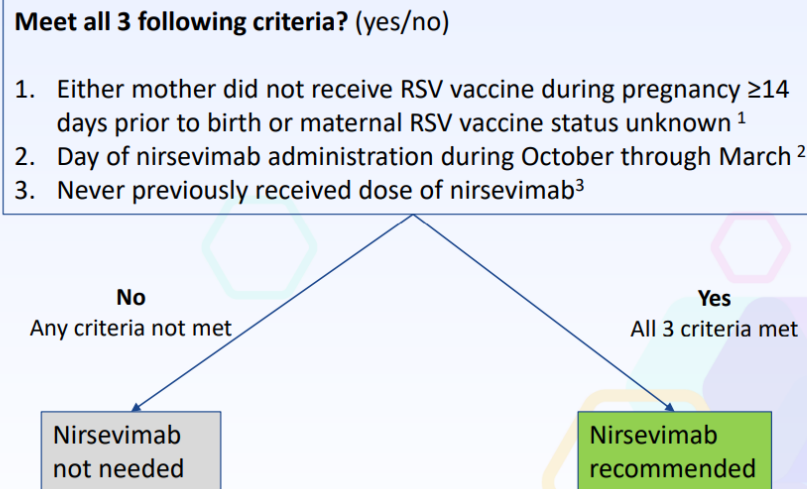 Meet all 3 following criteria? (yes/no)
1. Either mother did not receive RSV vaccine during pregnancy ≥14
days prior to birth or maternal RSV vaccine status unknown ¹
2. Day of nirsevimab administration during October through March ²
3. Never previously received dose of nirsevimab³
No
Any criteria not met
Yes
All 3 criteria met
Nirsevimab
not needed
Nirsevimab
recommended